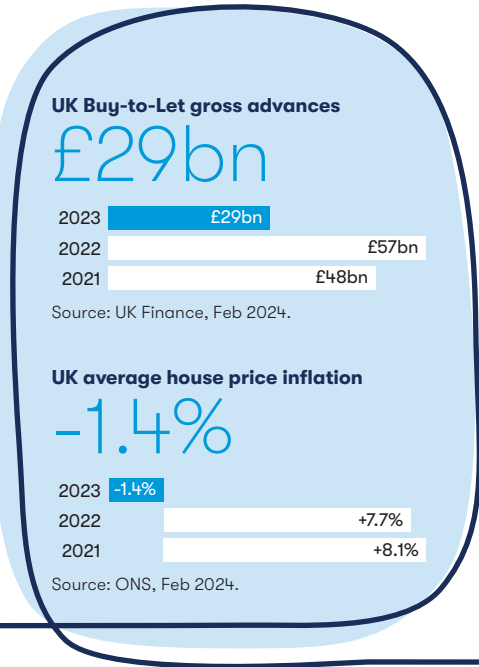 UK Buy-to-Let gross advances
£29bn
2023 £29bn
2022 £57bn
2021 £48bn
Source: UK Finance, Feb 2024.
UK average house price inflation
-1.4%
2023 -1.4%
2022 +7.7%
2021 +8.1%
Source: ONS, Feb 2024.